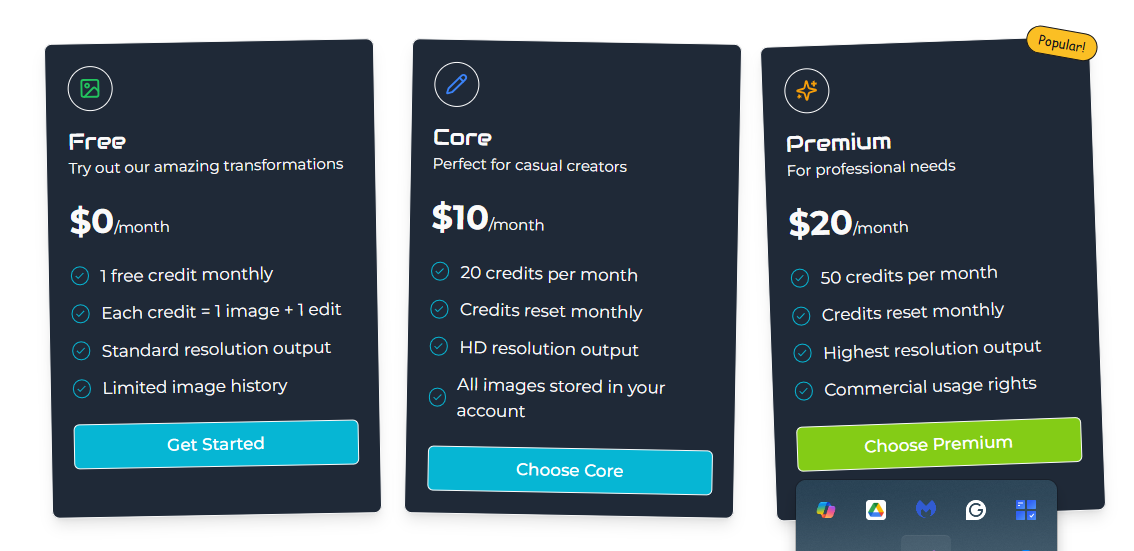 Free
Try out our amazing transformations
$0/month
1 free credit monthly
Each credit = 1 image + 1 edit
Standard resolution output
Limited image history
Get Started
Core
Perfect for casual creators
$10/month
20 credits per month
Credits reset monthly
HD resolution output
All images stored in your
account
Choose Core
Popular!
Premium
For professional needs
$20/month
50 credits per month
Credits reset monthly
Highest resolution output
Commercial usage rights
Choose Premium